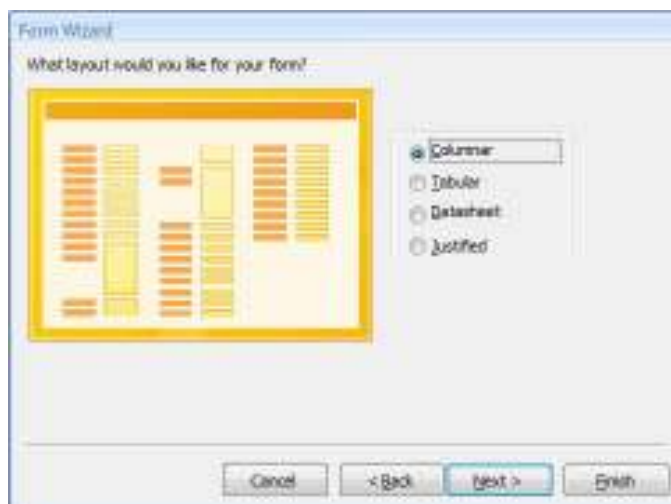 Form Wizard
What layout would you like for your form?
Columnar
Tabular
Datasheet
Justified
Cancel
< Back
Next >
Finish